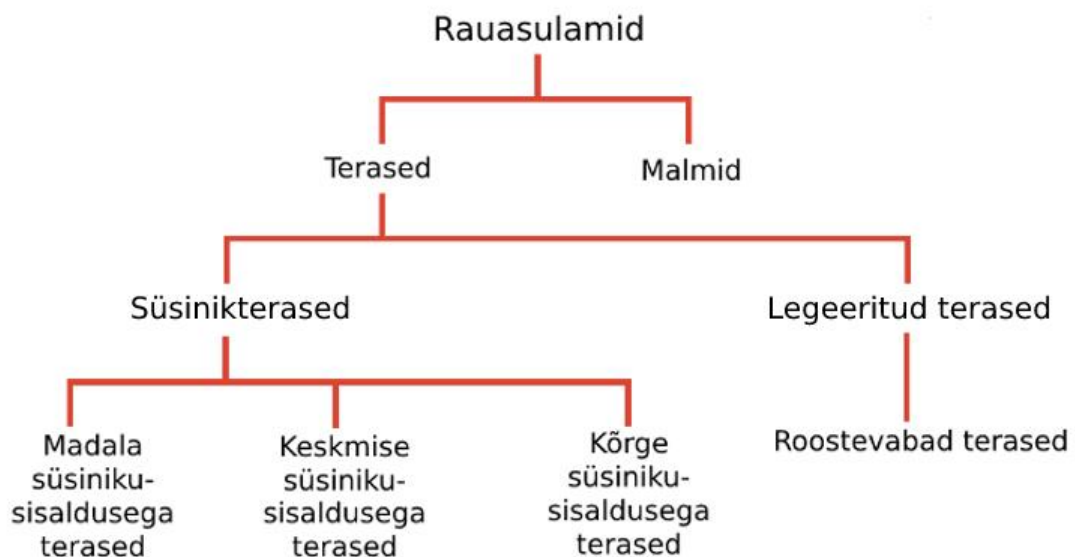 Rauasulamid
Terased
Malmid
Süsinikterased
Legeeritud terased
Madala
süsiniku-
sisaldusega
terased
Keskmise
süsiniku-
sisaldusega
terased
Kõrge
süsiniku-
sisaldusega
terased
Roostevabad terased